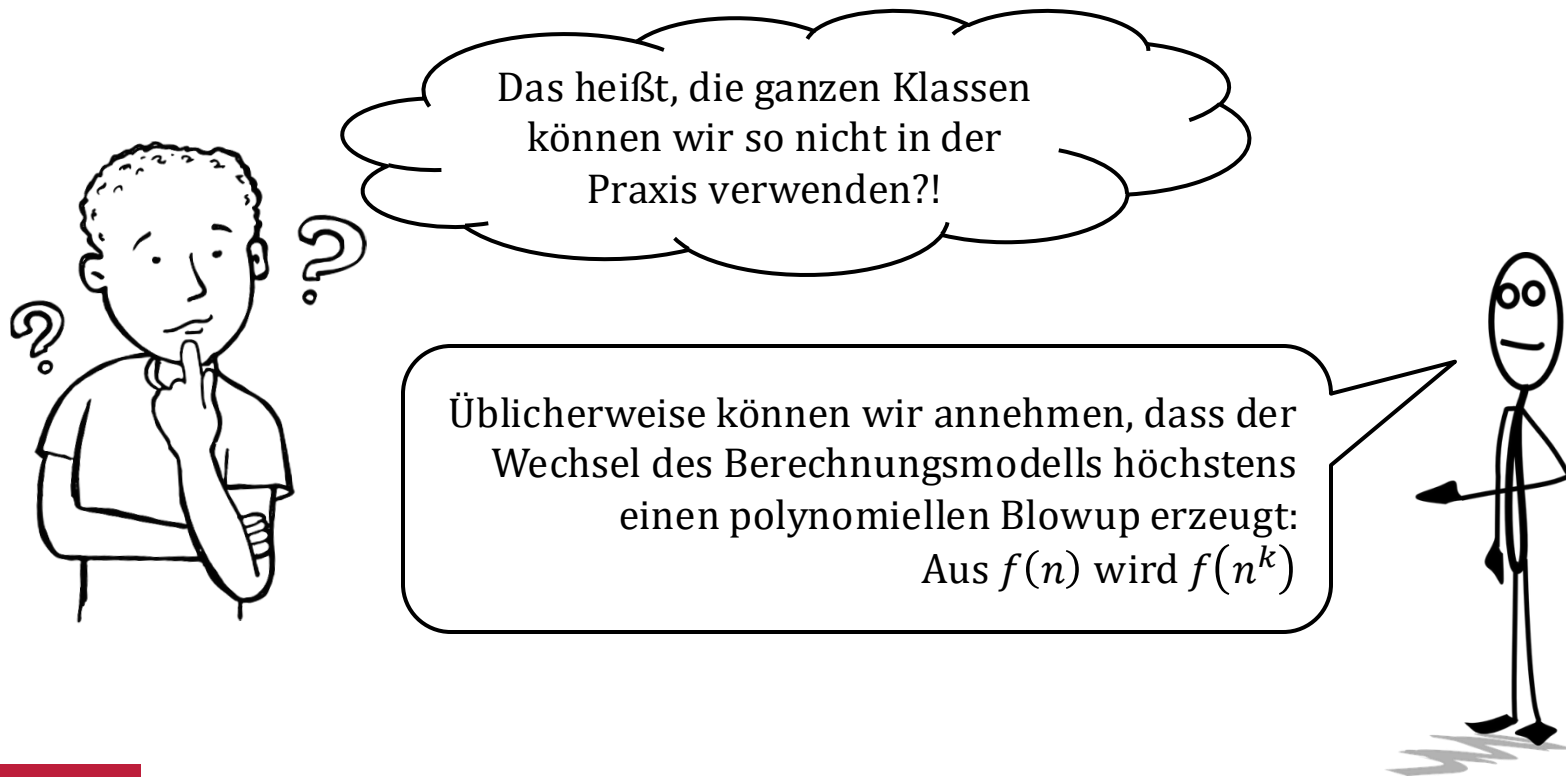 Das heißt, die ganzen Klassen
können wir so nicht in der
Praxis verwenden?!
Üblicherweise können wir annehmen, dass der
Wechsel des Berechnungsmodells höchstens
einen polynomiellen Blowup erzeugt:
Aus f(n) wird f(n^k)